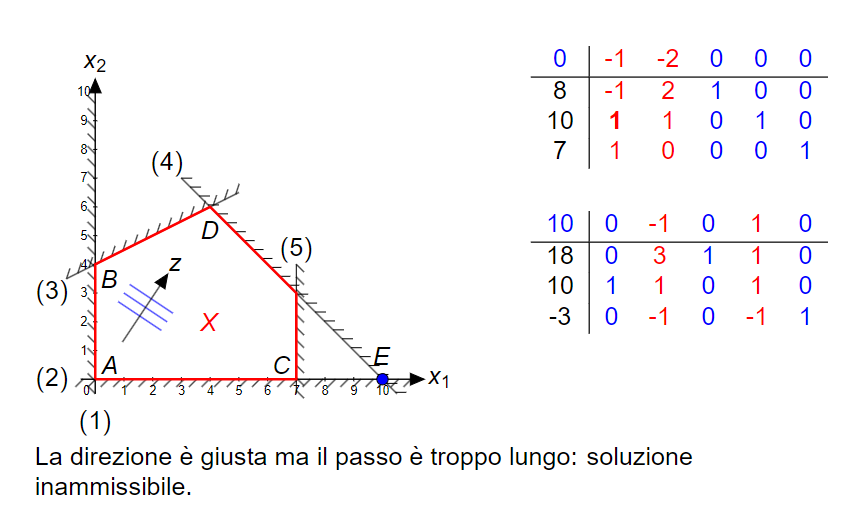 x2
10
9
8
7
6
5
4
3
2
1
0
1
2
3
4
5
6
7
8
9
10
x1
(1)
(2)
(3)
(4)
(5)
A
B
C
D
E
z
X
0 -1 -2 0 0 0
8 -1 2 1 0 0
10 1 1 0 1 0
7 1 0 0 0 1
10 0 -1 0 1 0
18 0 3 1 1 0
10 1 1 0 1 0
-3 0 -1 0 -1 1
La direzione è giusta ma il passo è troppo lungo: soluzione
inammissibile.